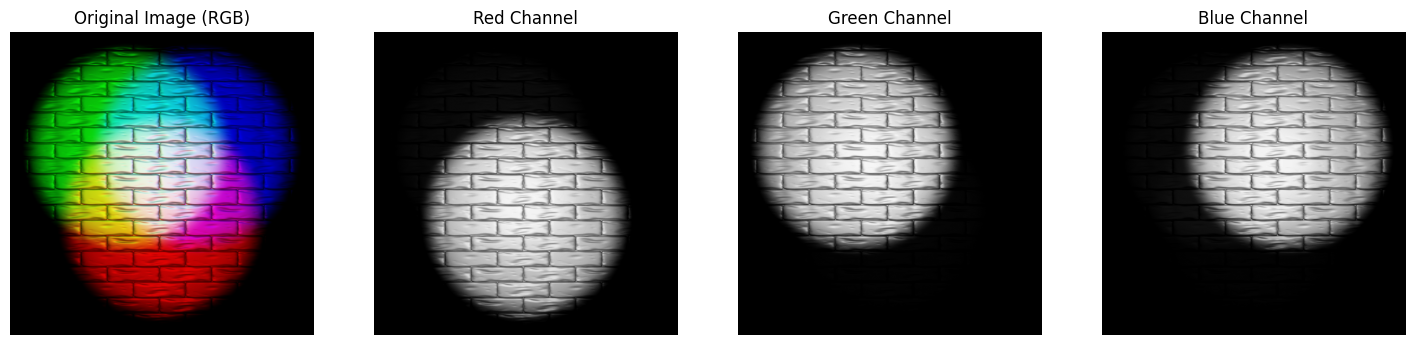 Original Image (RGB)
Red Channel
Green Channel
Blue Channel